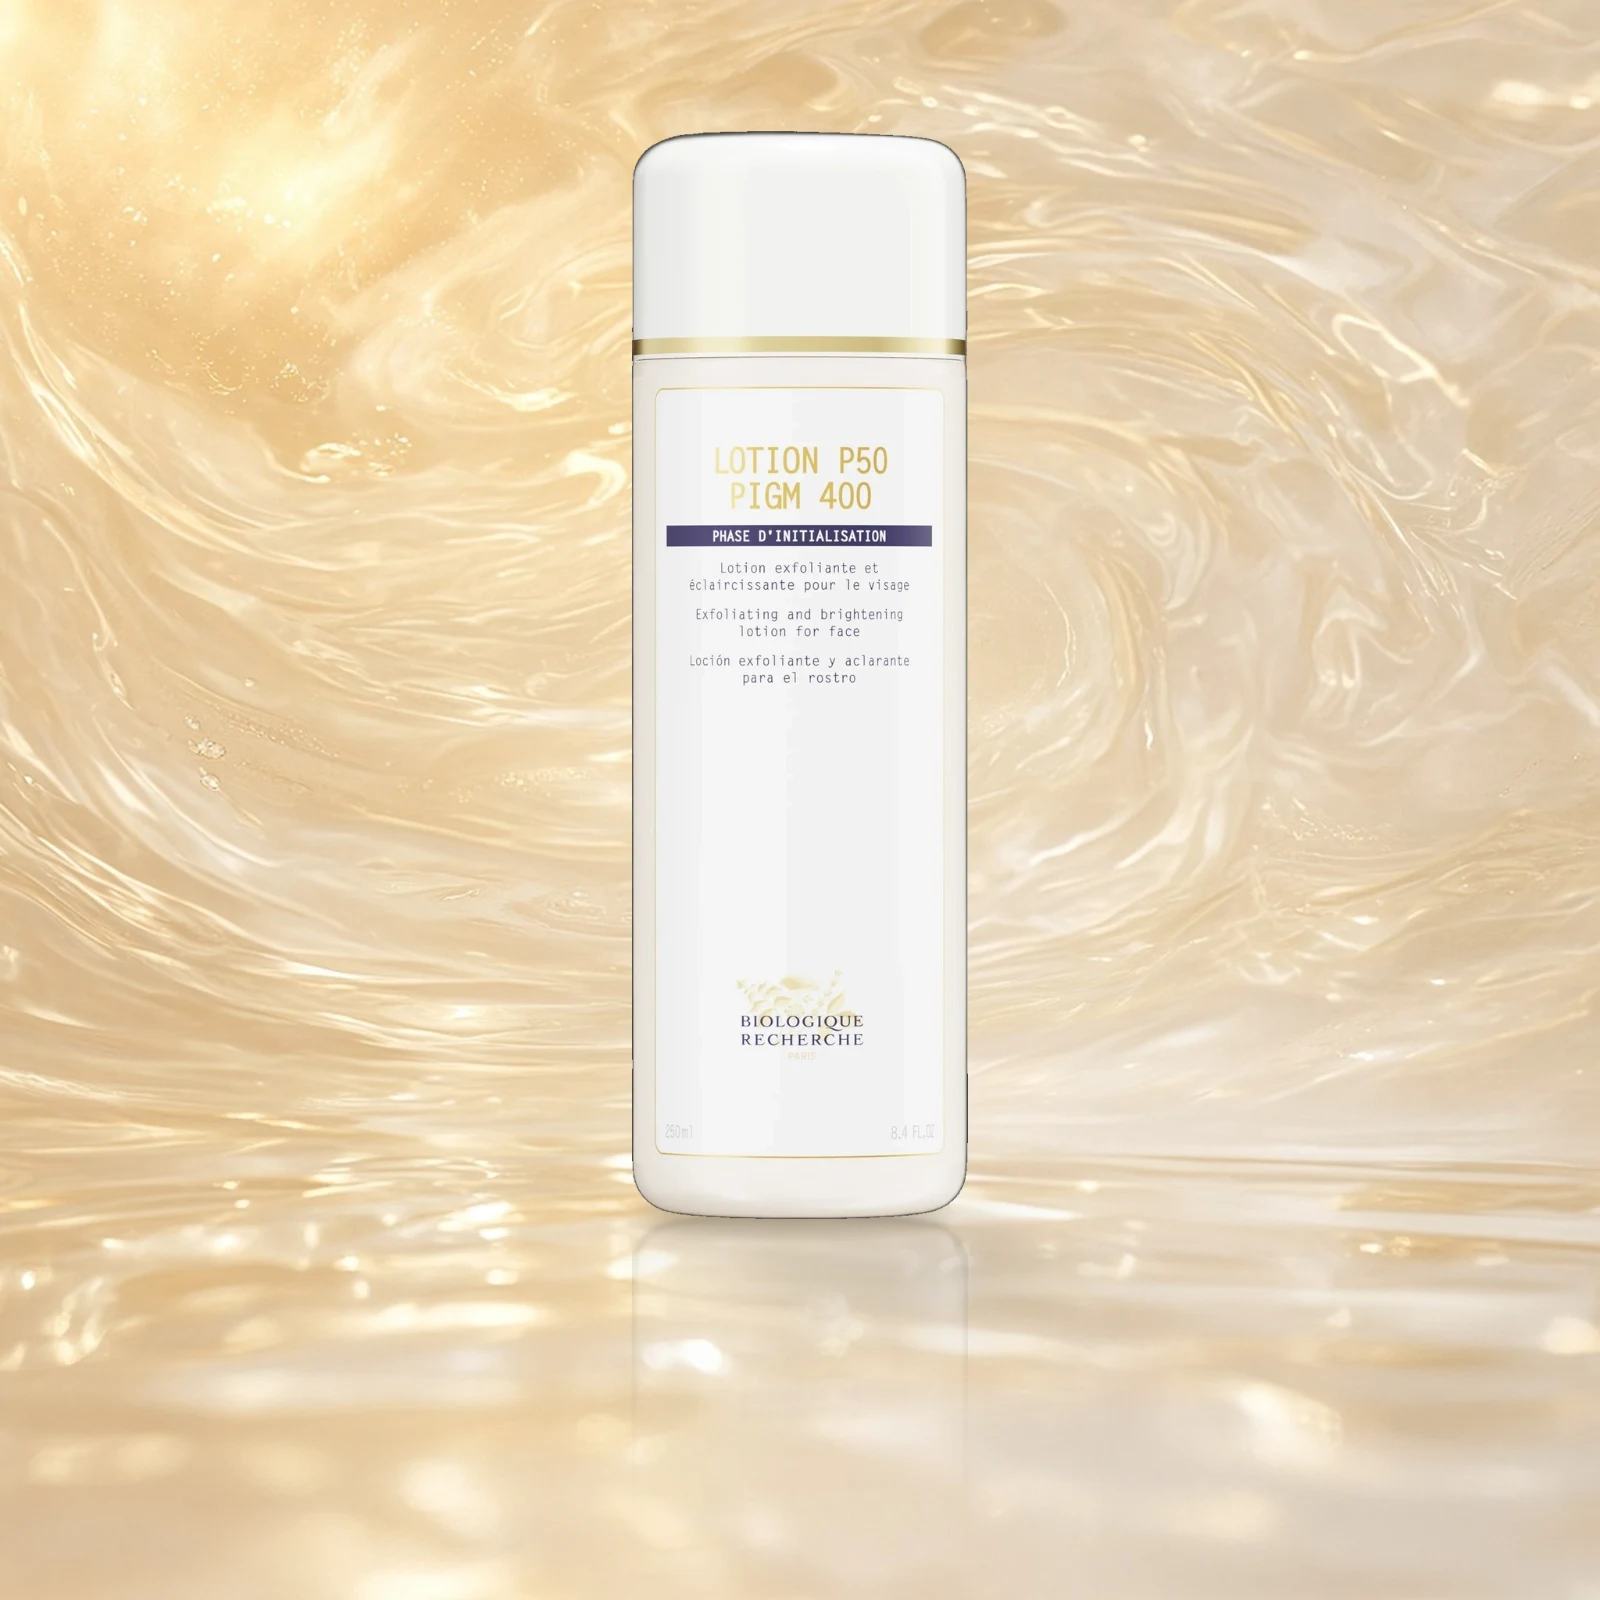 LOTION P50
PIGM 400
PHASE D'INITIALISATION
Lotion exfoliante et
éclaircissante pour le visage
Exfoliating and brightening
lotion for face
Loción exfoliante y aclarante
para el rostro
BIOLOGIQUE
RECHERCHE
PARIS
250ml
8.4 FL.OZ